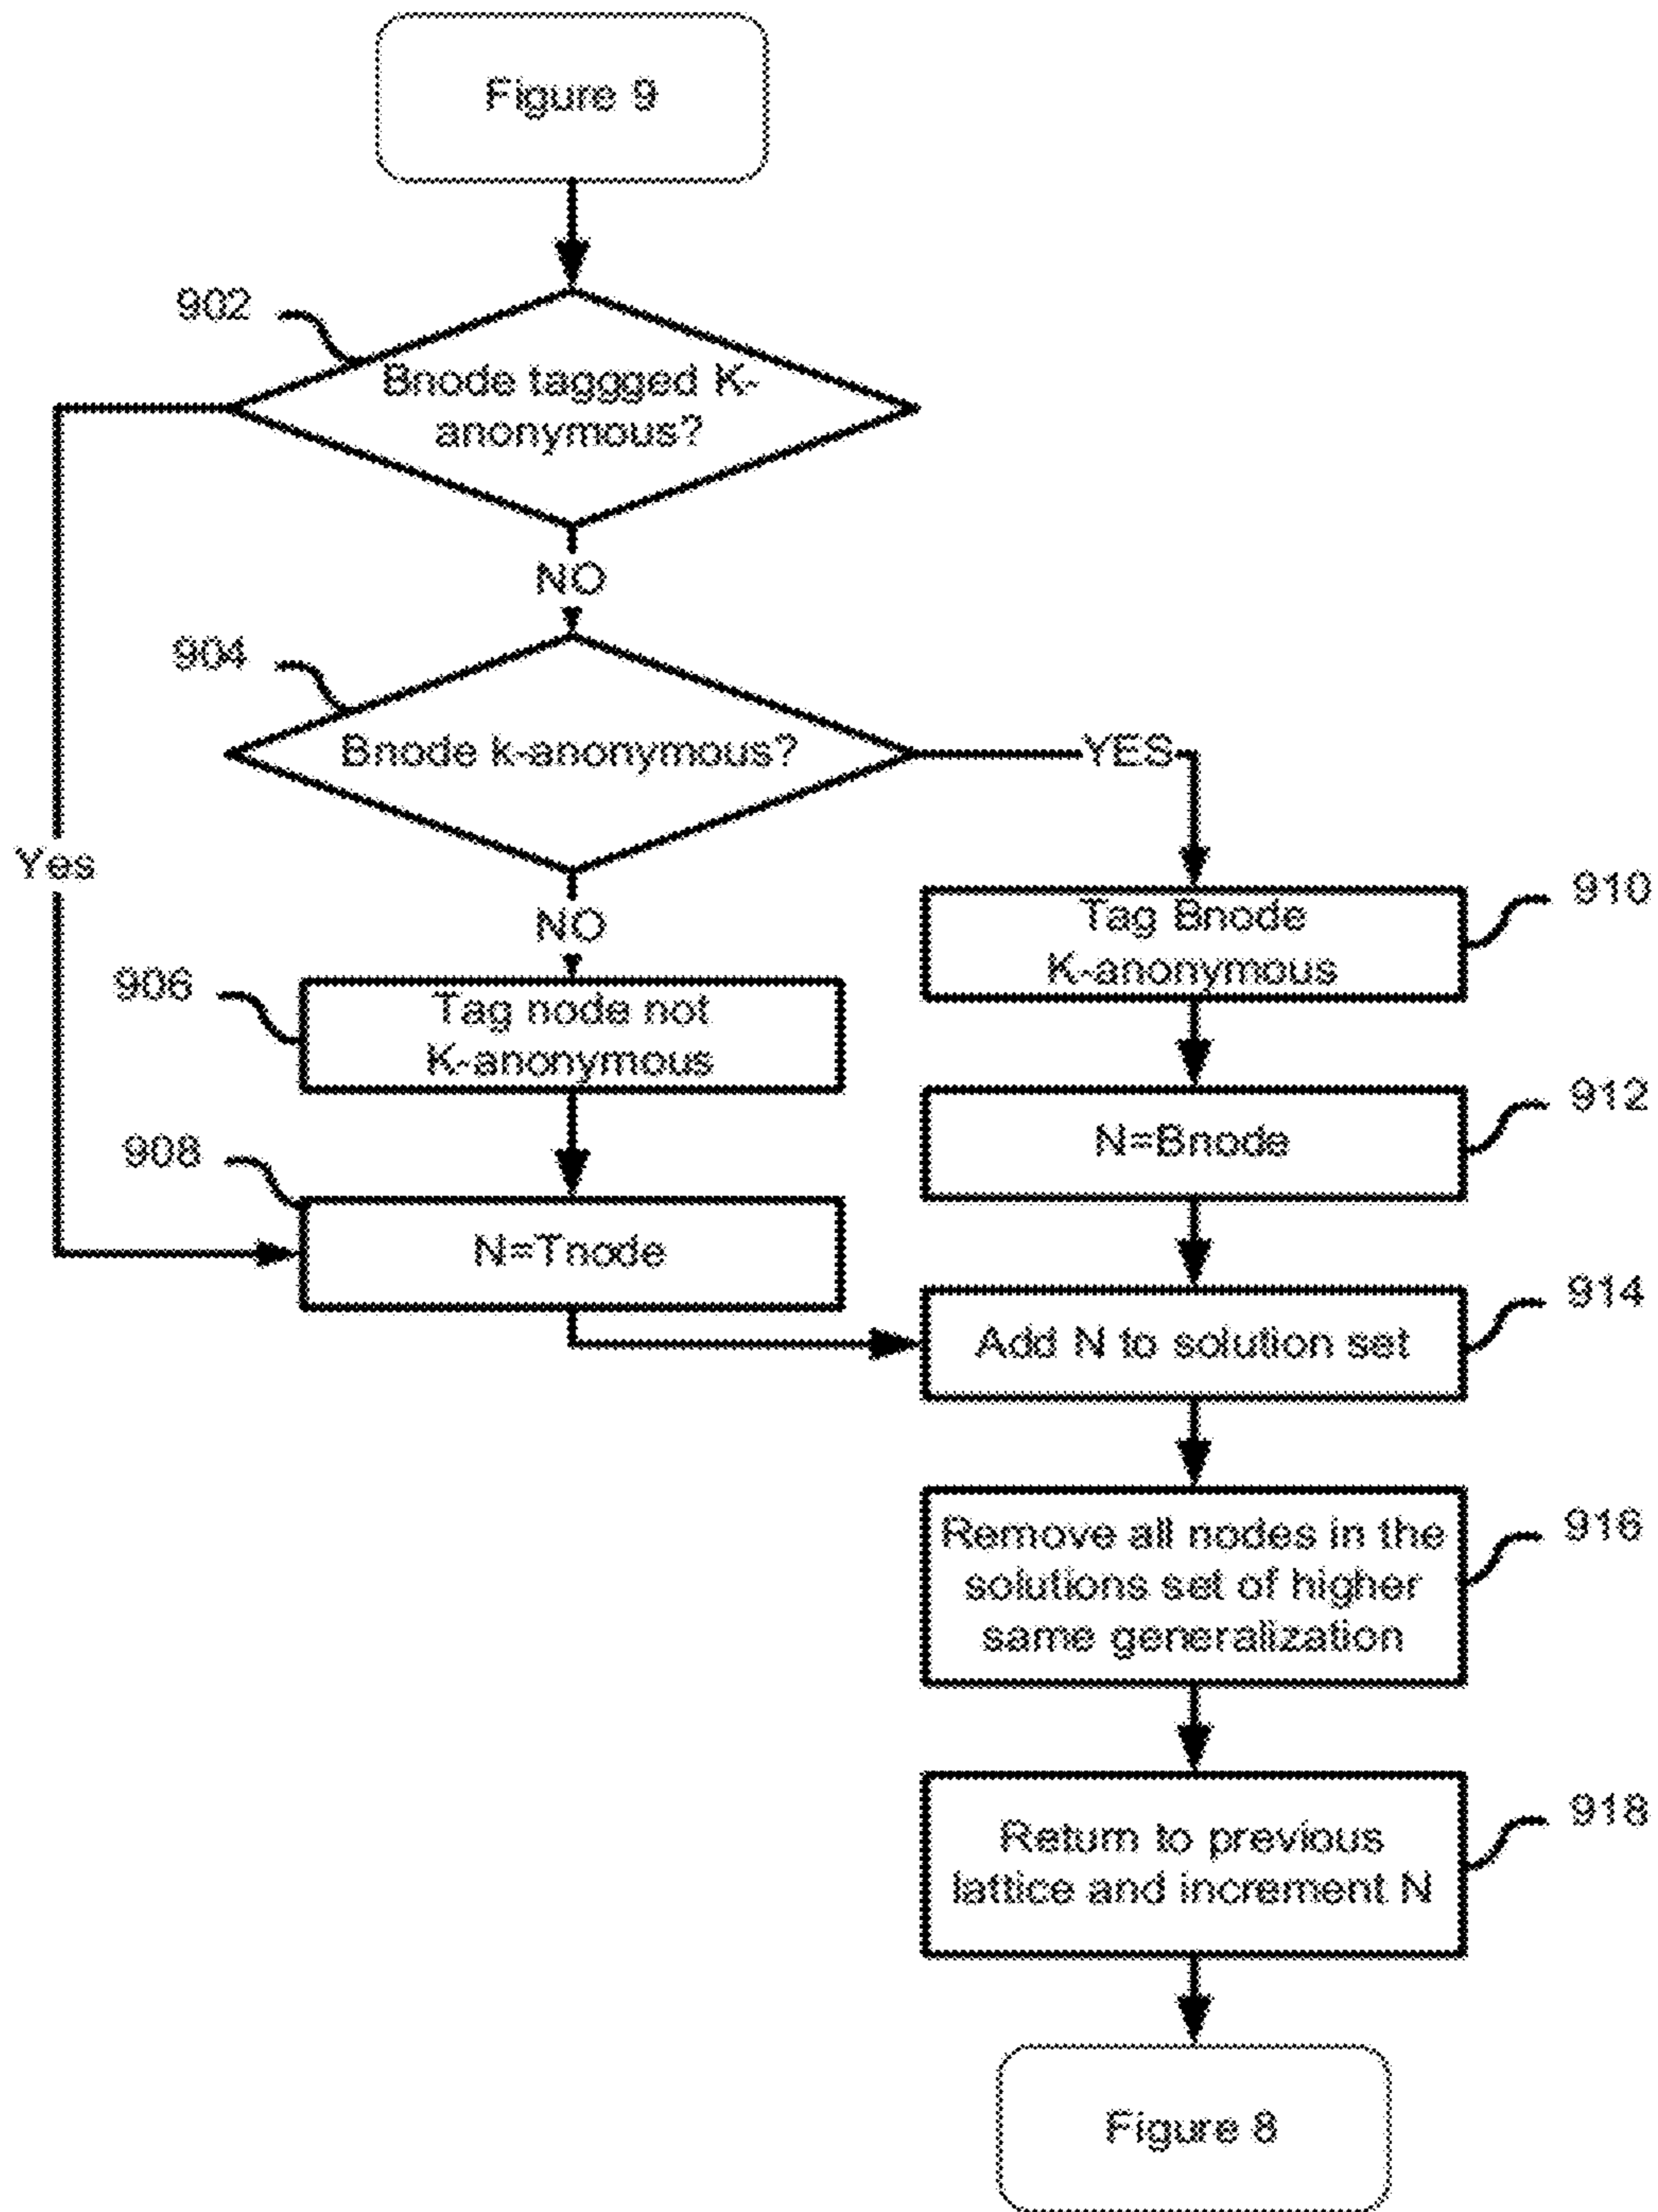 Figure 9
902
Bnode taggged K-
anonymous?
NO
904
Bnode k-anonymous?
YES
Yes
NO
910
Tag Bnode
K-anonymous
906
Tag node not
K-anonymous
912
N=Bnode
908
N=Tnode
914
Add N to solution set
916
Remove all nodes in the
solutions set of higher
same generalization
918
Return to previous
lattice and increment N
Figure 8